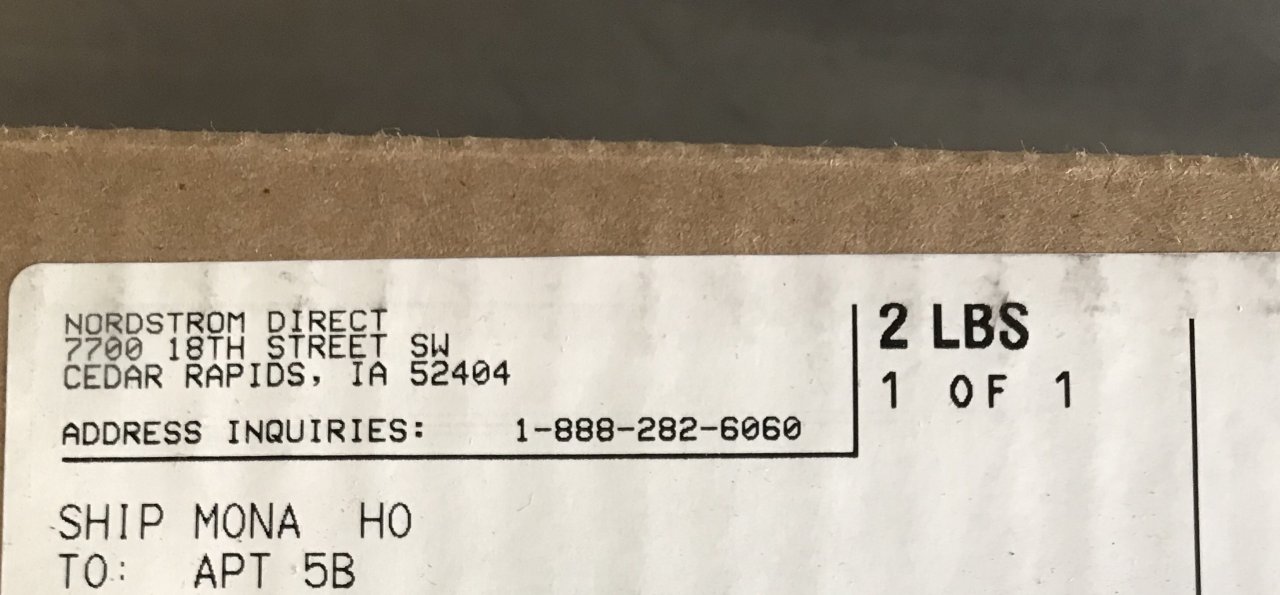 NORDSTROM DIRECT
7700 18TH STREET SW
CEDAR RAPIDS, IA 52404
ADDRESS INQUIRIES: 1-888-282-6060
2 LBS
1 OF 1
SHIP MONA HO
TO: APT 5B